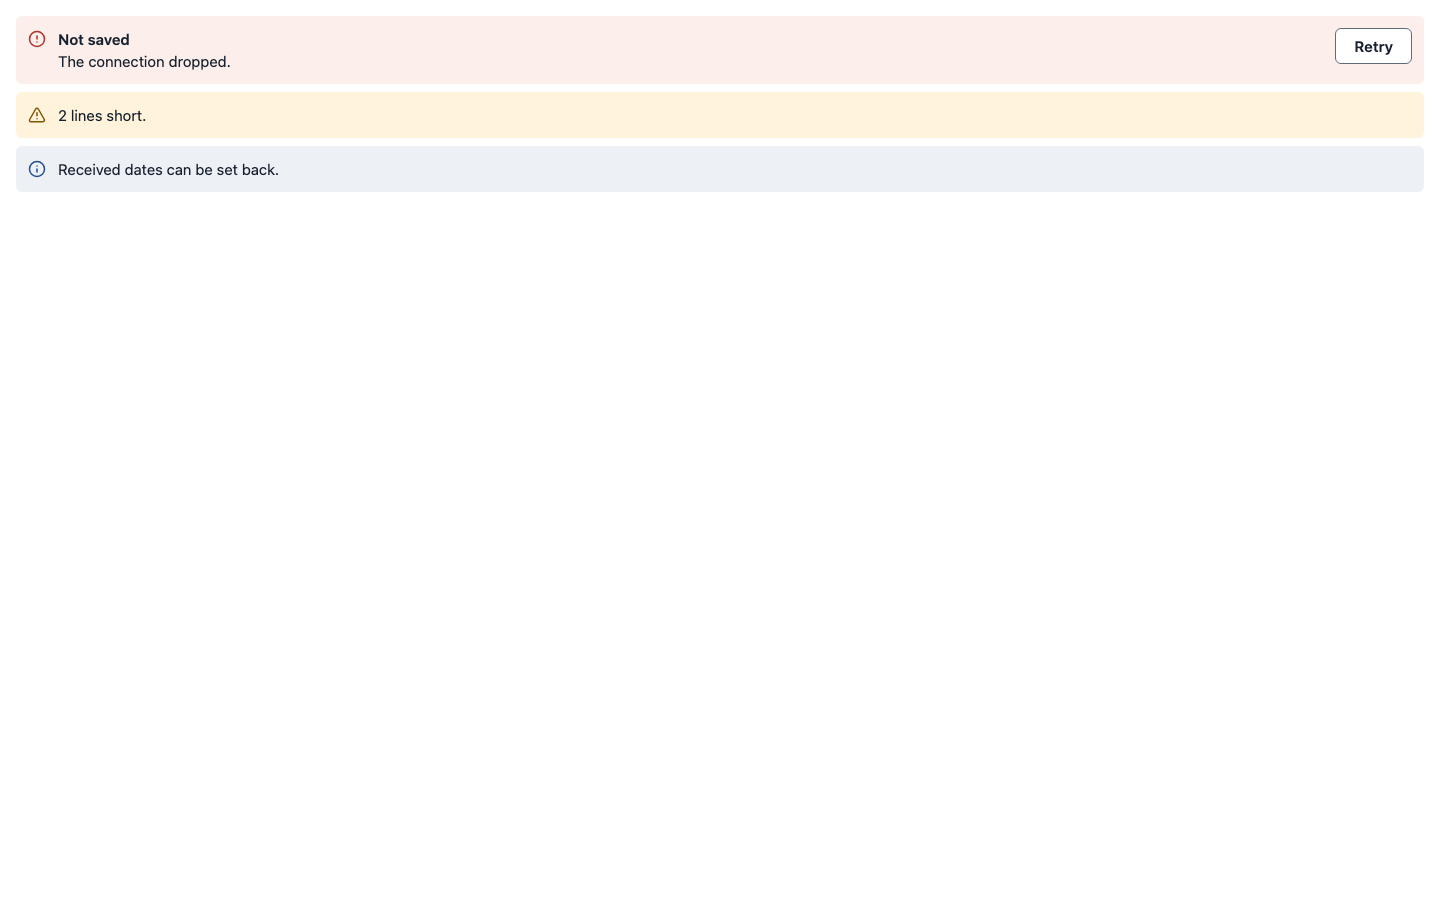 Not saved
The connection dropped.
Retry
2 lines short.
Received dates can be set back.